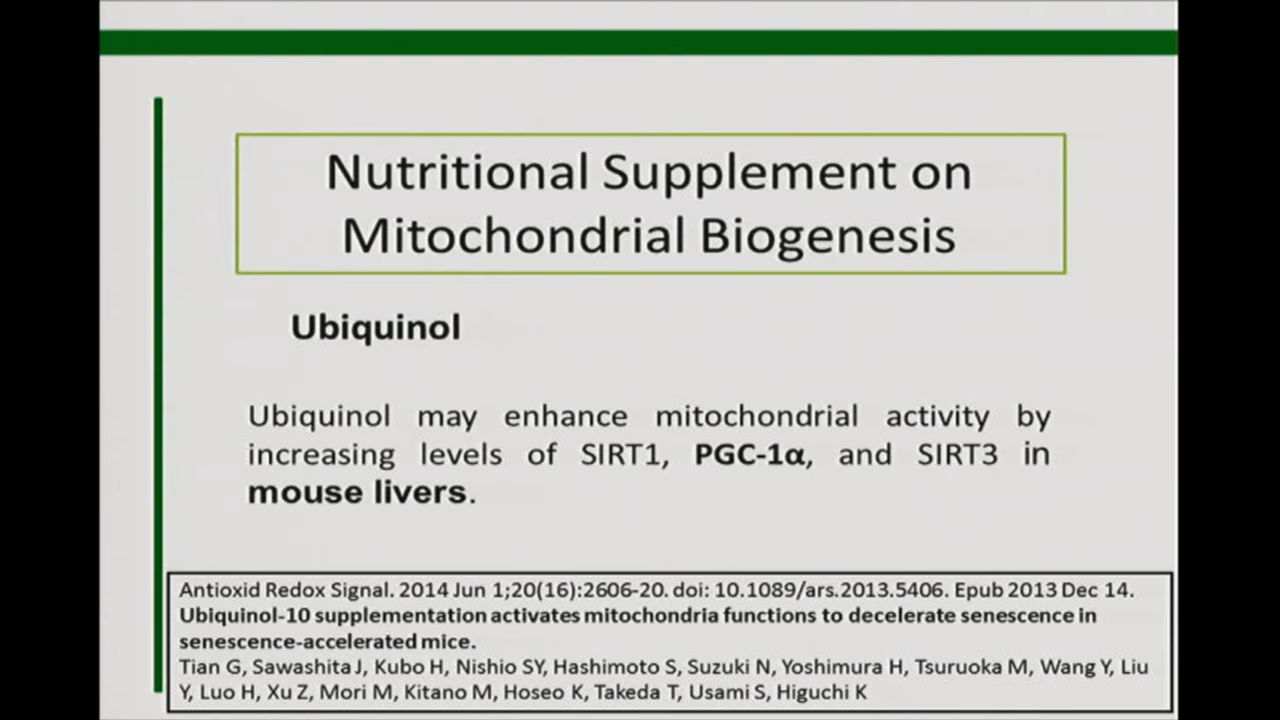 Nutritional Supplement on
Mitochondrial Biogenesis
Ubiquinol
Ubiquinol may enhance mitochondrial activity by
increasing levels of SIRT1, PGC-1α, and SIRT3 in
mouse livers.
Antioxid Redox Signal. 2014 Jun 1;20(16):2606-20. doi: 10.1089/ars.2013.5406. Epub 2013 Dec 14.
Ubiquinol-10 supplementation activates mitochondria functions to decelerate senescence in
senescence-accelerated mice.
Tian G, Sawashita J, Kubo H, Nishio SY, Hashimoto S, Suzuki N, Yoshimura H, Tsuruoka M, Wang Y, Liu
Y, Luo H, Xu Z, Mori M, Kitano M, Hoseo K, Takeda T, Usami S, Higuchi K